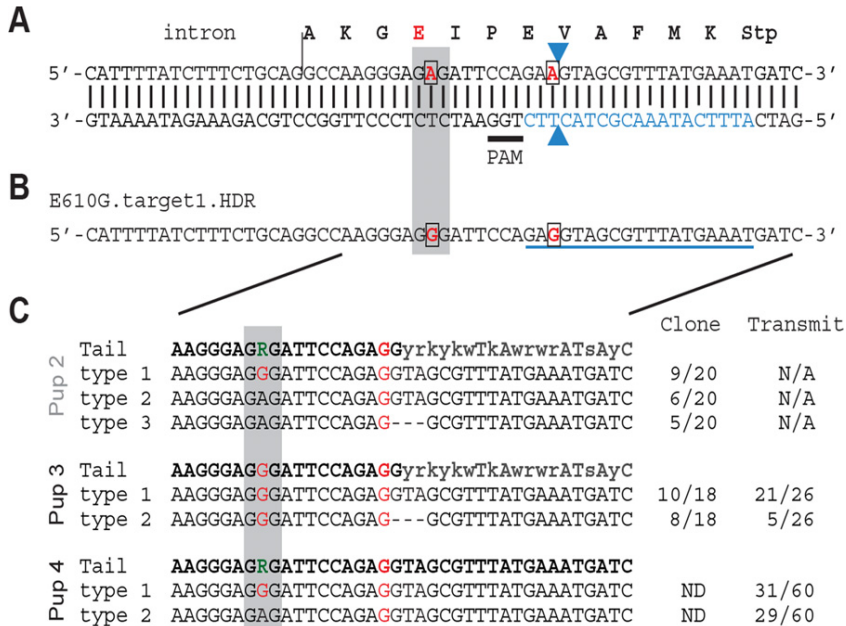 A
intron A K G E I P E V A F M K Stp
5'-CATTTTATCTTTCTGCAGGCCAAGGGAGAGATTCCAGAAGTAGCGTTTATGAAATGATC-3'
3'-GTAAAATAGAAAGACGTCCGGTTCCCTCTCTAAGGTCTTCATCGCAAATACTTTACTAG-5'
PAM
B
E610G.target1.HDR
5'-CATTTTATCTTTCTGCAGGCCAAGGGAGGGATTCCAGAGGTAGCGTTTATGAAATGATC-3'
C
Clone Transmit
Pup 2
Tail AAGGGAGRGATTCCAGAGGyrkykwTkAwrwrATsAyC
type 1 AAGGGAGGGATTCCAGAGGTAGCGTTTATGAAATGATC 9/20 N/A
type 2 AAGGGAGAGATTCCAGAGGTAGCGTTTATGAAATGATC 6/20 N/A
type 3 AAGGGAGAGATTCCAGAG---GCGTTTATGAAATGATC 5/20 N/A
Pup 3
Tail AAGGGAGGGATTCCAGAGGyrkykwTkAwrwrATsAyC
type 1 AAGGGAGGGATTCCAGAGGTAGCGTTTATGAAATGATC 10/18 21/26
type 2 AAGGGAGGGATTCCAGAG---GCGTTTATGAAATGATC 8/18 5/26
Pup 4
Tail AAGGGAGRGATTCCAGAGGTAGCGTTTATGAAATGATC
type 1 AAGGGAGGGATTCCAGAGGTAGCGTTTATGAAATGATC ND 31/60
type 2 AAGGGAGAGATTCCAGAGGTAGCGTTTATGAAATGATC ND 29/60